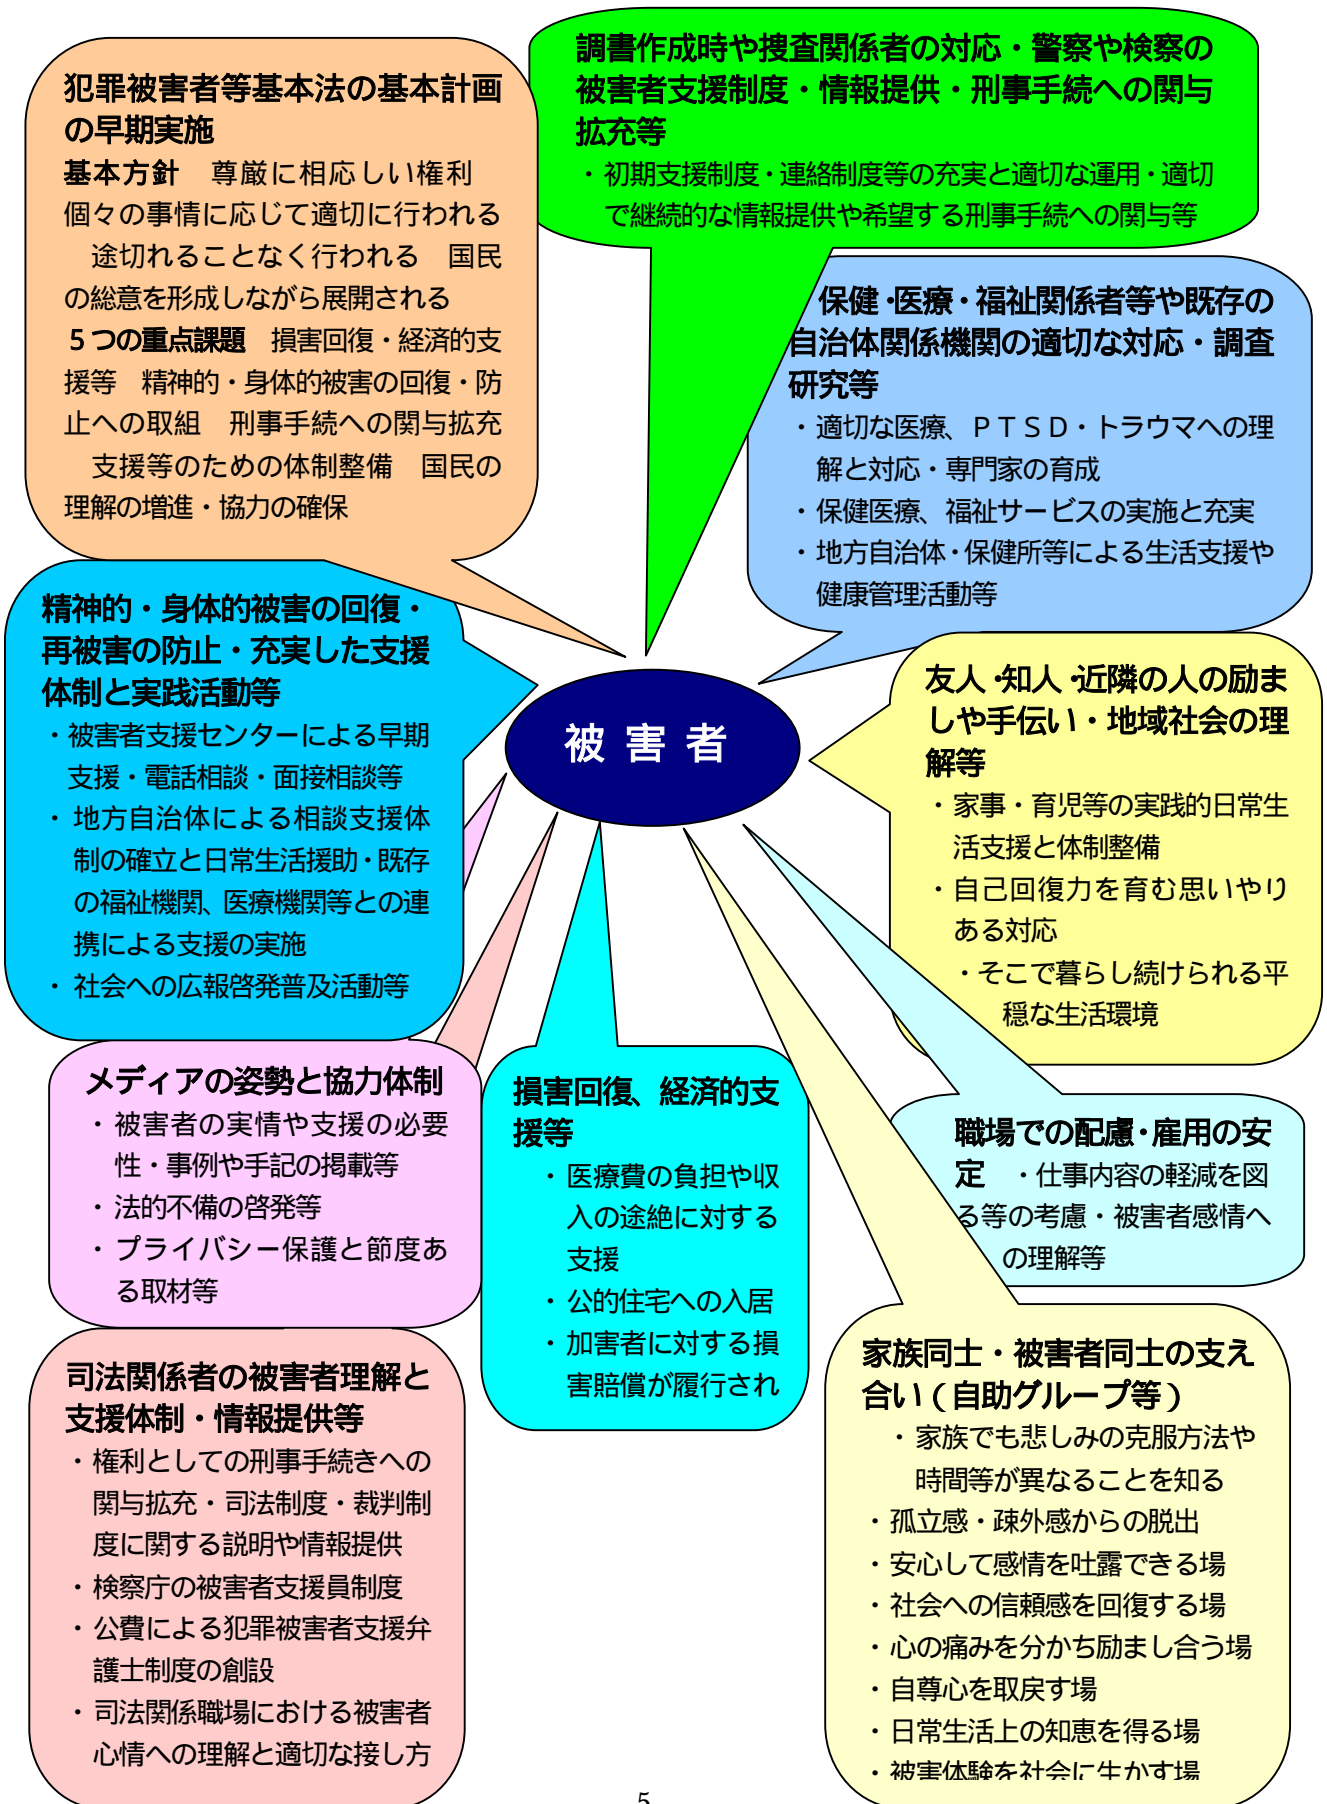 犯罪被害者等基本法の基本計画
の早期実施
基本方針　尊厳に相応しい権利
個々の事情に応じて適切に行われる
途切れることなく行われる　国民
の総意を形成しながら展開される
５つの重点課題　損害回復・経済的支
援等　精神的・身体的被害の回復・防
止への取組　刑事手続への関与拡充
支援等のための体制整備　国民の
理解の増進・協力の確保
調書作成時や捜査関係者の対応・警察や検察の
被害者支援制度・情報提供・刑事手続への関与
拡充等
・初期支援制度・連絡制度等の充実と適切な運用・適切
で継続的な情報提供や希望する刑事手続への関与等
保健・医療・福祉関係者等や既存の
自治体関係機関の適切な対応・調査
研究等
・適切な医療、ＰＴＳＤ・トラウマへの理
解と対応・専門家の育成
・保健医療、福祉サービスの実施と充実
・地方自治体・保健所等による生活支援や
健康管理活動等
精神的・身体的被害の回復・
再被害の防止・充実した支援
体制と実践活動等
・被害者支援センターによる早期
支援・電話相談・面接相談等
・地方自治体による相談支援体
制の確立と日常生活援助・既存
の福祉機関、医療機関等との連
携による支援の実施
・社会への広報啓発普及活動等
被害者
友人・知人・近隣の人の励ま
しや手伝い・地域社会の理
解等
・家事・育児等の実践的日常生
活支援と体制整備
・自己回復力を育む思いやり
ある対応
・そこで暮らし続けられる平
穏な生活環境
メディアの姿勢と協力体制
・被害者の実情や支援の必要
性・事例や手記の掲載等
・法的不備の啓発等
・プライバシー保護と節度あ
る取材等
損害回復、経済的支
援等
・医療費の負担や収
入の途絶に対する
支援
・公的住宅への入居
・加害者に対する損
害賠償が履行され
職場での配慮・雇用の安
定　・仕事内容の軽減を図
る等の考慮・被害者感情へ
の理解等
司法関係者の被害者理解と
支援体制・情報提供等
・権利としての刑事手続きへの
関与拡充・司法制度・裁判制
度に関する説明や情報提供
・検察庁の被害者支援員制度
・公費による犯罪被害者支援弁
護士制度の創設
・司法関係職場における被害者
心情への理解と適切な接し方
家族同士・被害者同士の支え
合い（自助グループ等）
・家族でも悲しみの克服方法や
時間等が異なることを知る
・孤立感・疎外感からの脱出
・安心して感情を吐露できる場
・社会への信頼感を回復する場
・心の痛みを分かち励まし合う場
・自尊心を取戻す場
・日常生活上の知恵を得る場
・被害体験を社会に生かす場
5